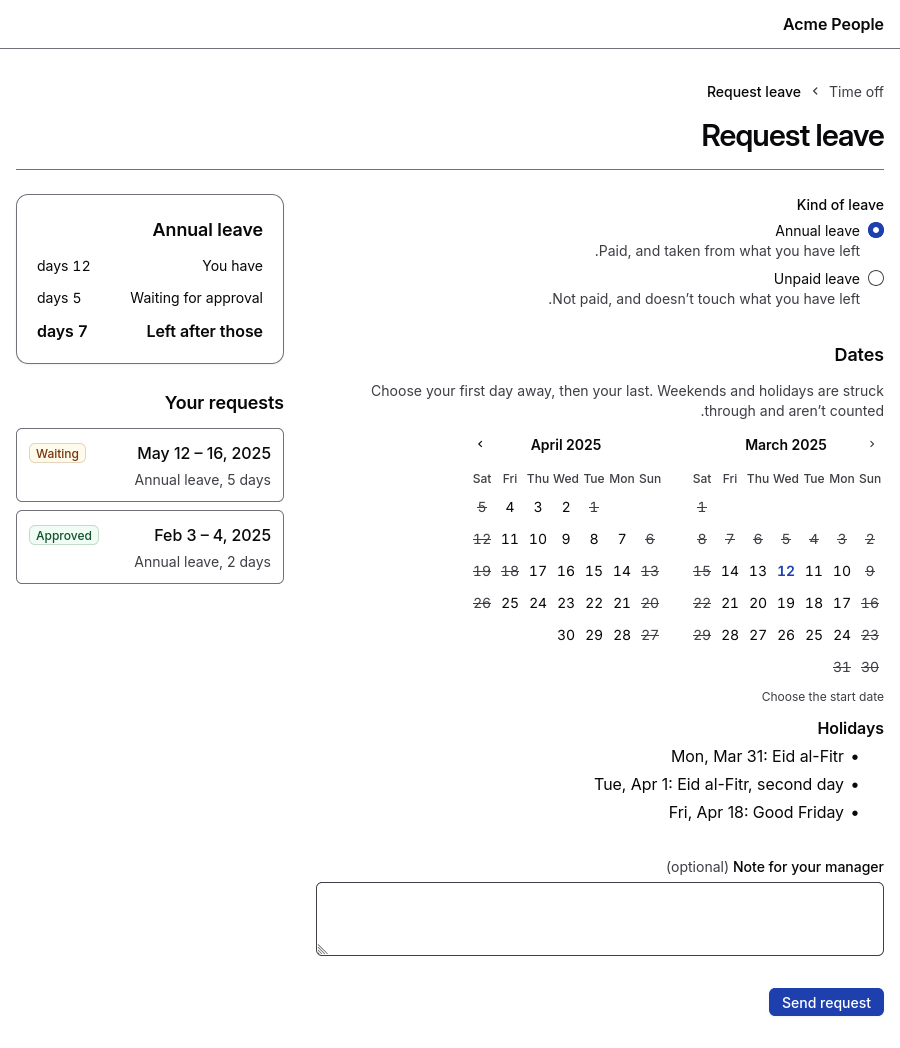 Acme People
Time off › Request leave
Request leave
Kind of leave
Annual leave
.Paid, and taken from what you have left
Unpaid leave
.Not paid, and doesn’t touch what you have left
Dates
Choose your first day away, then your last. Weekends and holidays are struck
.through and aren’t counted
March 2025
Sun Mon Tue Wed Thu Fri Sat
1
2 3 4 5 6 7 8
9 10 11 12 13 14 15
16 17 18 19 20 21 22
23 24 25 26 27 28 29
30 31
April 2025
Sun Mon Tue Wed Thu Fri Sat
1 2 3 4 5
6 7 8 9 10 11 12
13 14 15 16 17 18 19
20 21 22 23 24 25 26
27 28 29 30
Choose the start date
Holidays
• Mon, Mar 31: Eid al-Fitr
• Tue, Apr 1: Eid al-Fitr, second day
• Fri, Apr 18: Good Friday
(optional) Note for your manager
Send request
Annual leave
You have days 12
Waiting for approval days 5
Left after those days 7
Your requests
May 12 – 16, 2025 Waiting
Annual leave, 5 days
Feb 3 – 4, 2025 Approved
Annual leave, 2 days